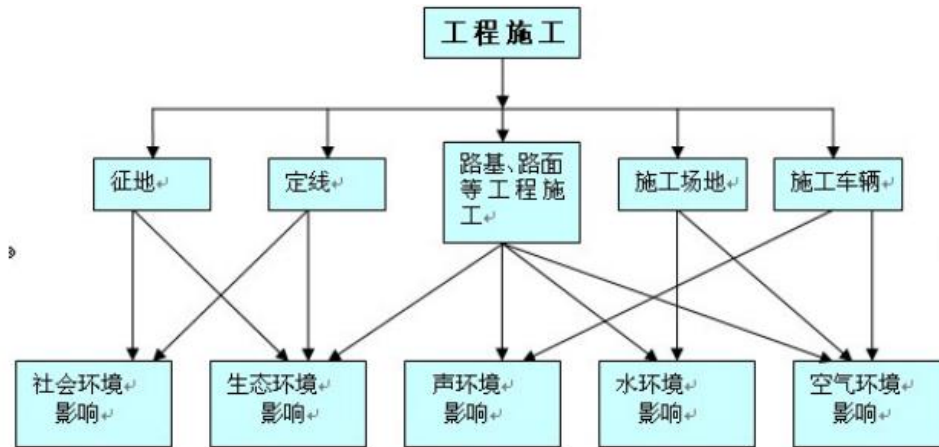 工程施工
征地
定线
路基、路面
等工程施
工
施工场地
施工车辆
社会环境
影响
生态环境
影响
声环境
影响
水环境
影响
空气环境
影响